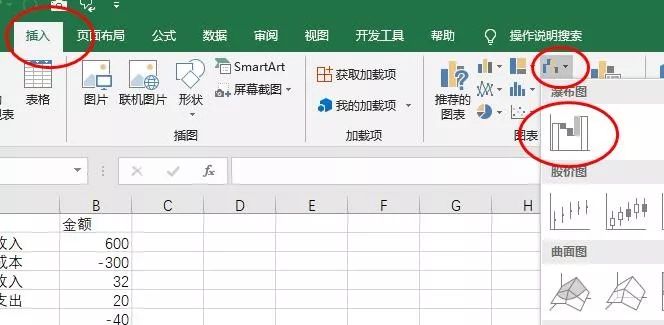 插入 页面布局 公式 数据 审阅 视图 开发工具 帮助 操作说明搜索
表格 图片 联机图片 形状 SmartArt 屏幕截图 获取加载项 我的加载项 推荐的图表
插图 加载项 图表 瀑布图
股价图
fx
B C D E F G H
金额
收入 600
成本 -300
收入 32
曲面图
支出 20
-40